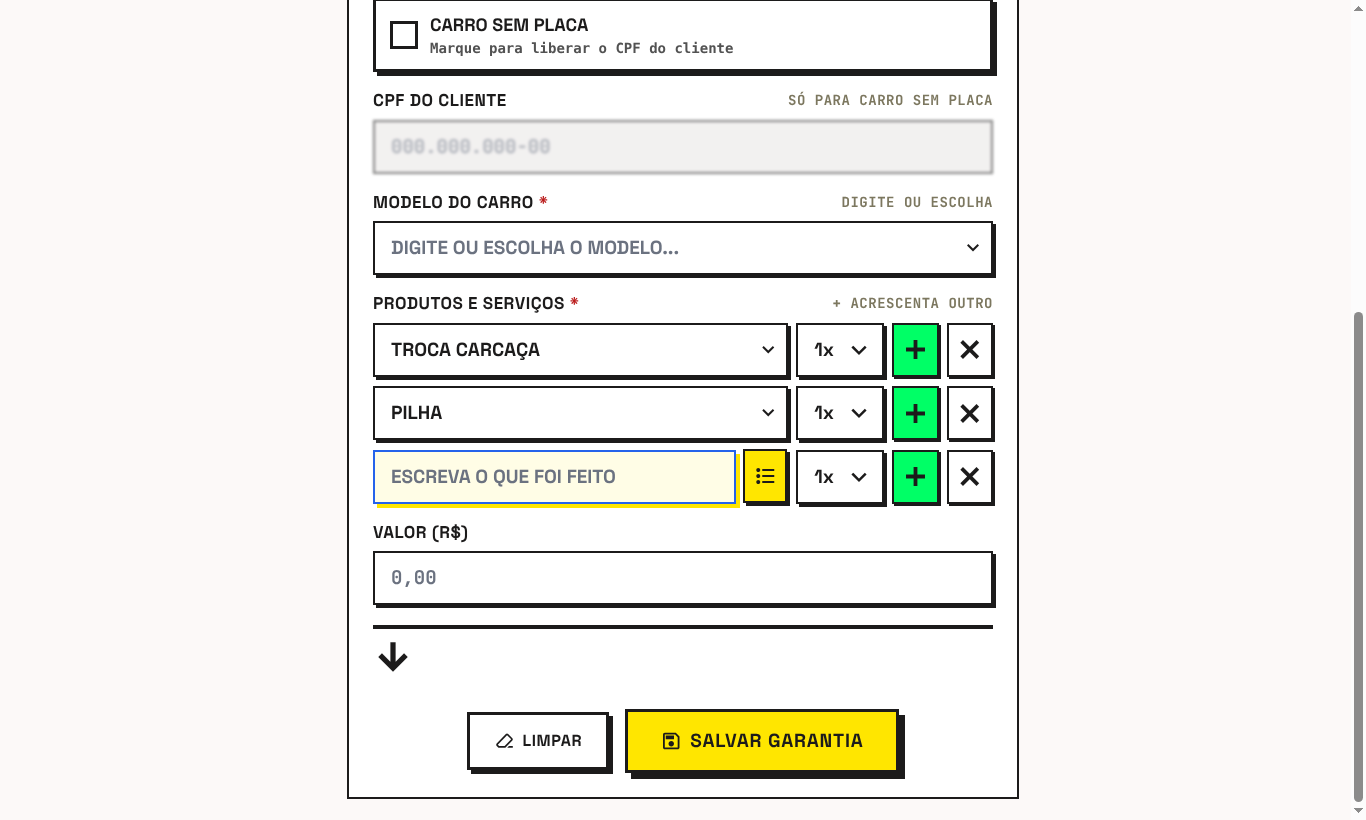 CARRO SEM PLACA
Marque para liberar o CPF do cliente
CPF DO CLIENTE
SÓ PARA CARRO SEM PLACA
000.000.000-00
MODELO DO CARRO *
DIGITE OU ESCOLHA
DIGITE OU ESCOLHA O MODELO...
PRODUTOS E SERVIÇOS *
+ ACRESCENTA OUTRO
TROCA CARCAÇA
1x
PILHA
1x
ESCREVA O QUE FOI FEITO
1x
VALOR (R$)
0,00
LIMPAR
SALVAR GARANTIA